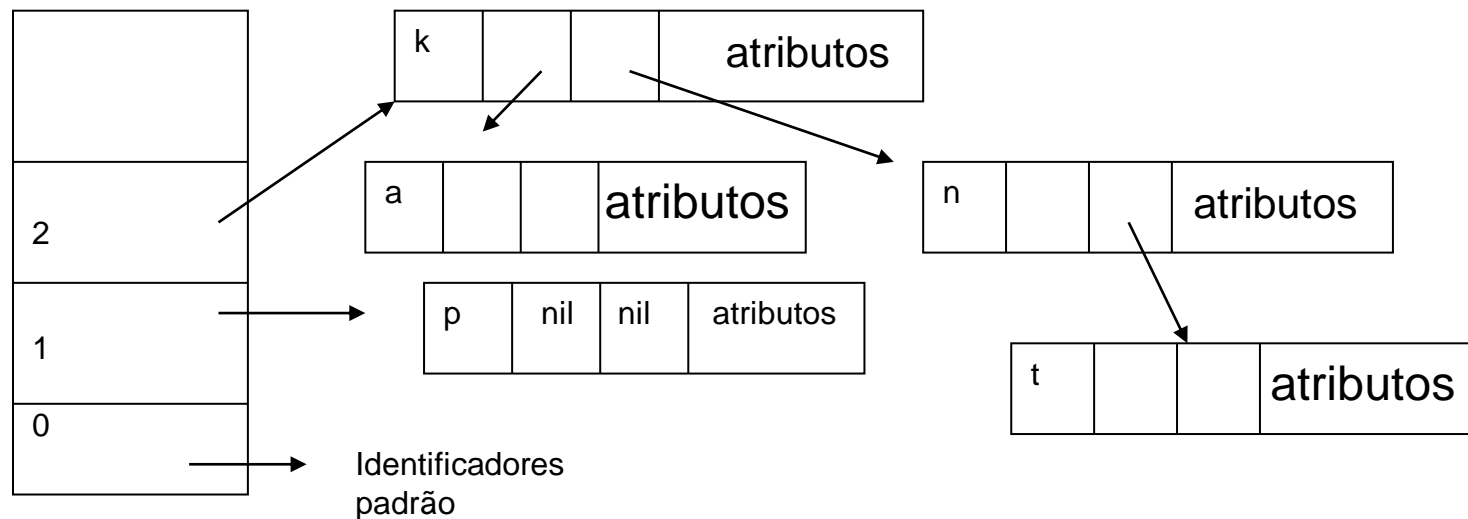 k atributos
a atributos
n atributos
2
p nil nil atributos
1
t atributos
0
Identificadores
padrão